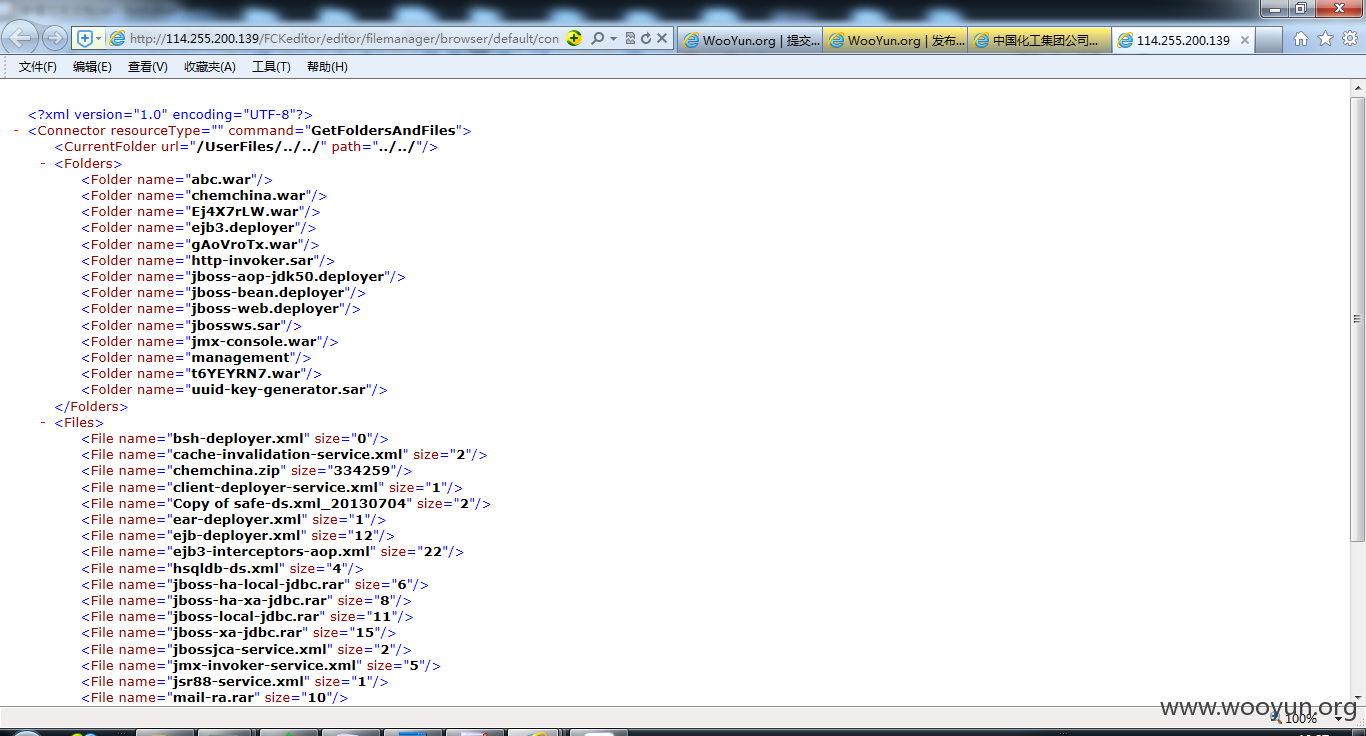 http://114.255.200.139/FCKeditor/editor/filemanager/browser/default/con
WooYun.org | 提交...
WooYun.org | 发布...
中国化工集团公司...
114.255.200.139
文件(F) 编辑(E) 查看(V) 收藏夹(A) 工具(T) 帮助(H)
<?xml version="1.0" encoding="UTF-8"?>
- <Connector resourceType="" command="GetFoldersAndFiles">
<CurrentFolder url="/UserFiles/../../" path="../../"/>
- <Folders>
<Folder name="abc.war"/>
<Folder name="chemchina.war"/>
<Folder name="Ej4X7rLW.war"/>
<Folder name="ejb3.deployer"/>
<Folder name="gAoVroTx.war"/>
<Folder name="http-invoker.sar"/>
<Folder name="jboss-aop-jdk50.deployer"/>
<Folder name="jboss-bean.deployer"/>
<Folder name="jboss-web.deployer"/>
<Folder name="jbossws.sar"/>
<Folder name="jmx-console.war"/>
<Folder name="management"/>
<Folder name="t6YEYRN7.war"/>
<Folder name="uuid-key-generator.sar"/>
</Folders>
- <Files>
<File name="bsh-deployer.xml" size="0"/>
<File name="cache-invalidation-service.xml" size="2"/>
<File name="chemchina.zip" size="334259"/>
<File name="client-deployer-service.xml" size="1"/>
<File name="Copy of safe-ds.xml_20130704" size="2"/>
<File name="ear-deployer.xml" size="1"/>
<File name="ejb-deployer.xml" size="12"/>
<File name="ejb3-interceptors-aop.xml" size="22"/>
<File name="hsqldb-ds.xml" size="4"/>
<File name="jboss-ha-local-jdbc.rar" size="6"/>
<File name="jboss-ha-xa-jdbc.rar" size="8"/>
<File name="jboss-local-jdbc.rar" size="11"/>
<File name="jboss-xa-jdbc.rar" size="15"/>
<File name="jbossjca-service.xml" size="2"/>
<File name="jmx-invoker-service.xml" size="5"/>
<File name="jsr88-service.xml" size="1"/>
<File name="mail-ra.rar" size="10"/>
www.wooyun.org
100%